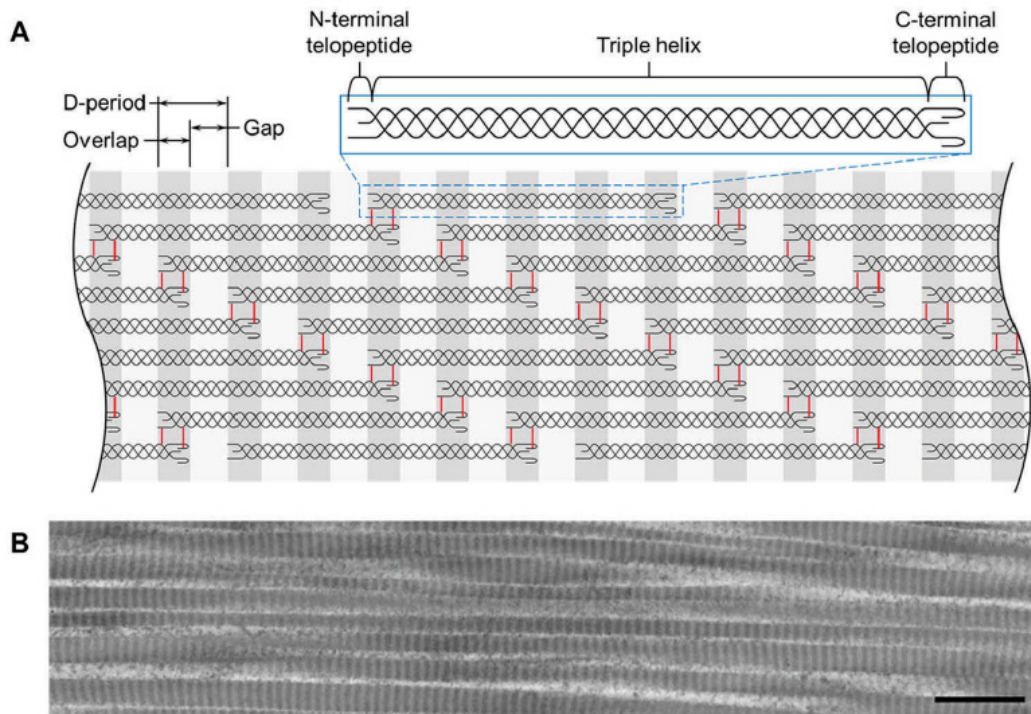 A
N-terminal
telopeptide
Triple helix
C-terminal
telopeptide
D-period
Overlap
Gap
B